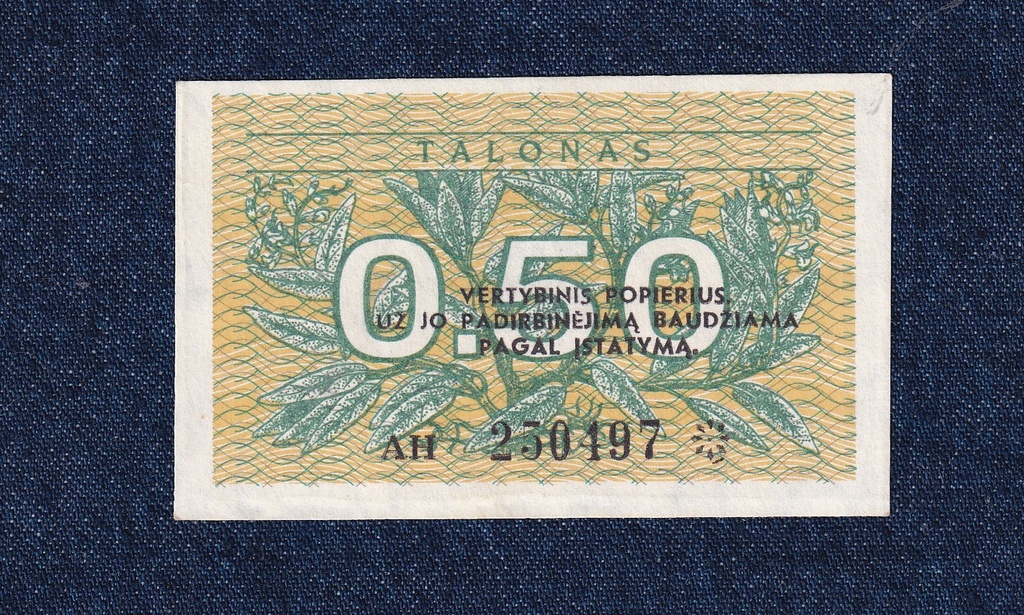 TALONAS
0.50
VERTYBINIS POPIERIUS.
UŽ JO PADIRBINĖJIMĄ BAUDŽIAMA
PAGAL ĮSTATYMĄ.
AH 250497